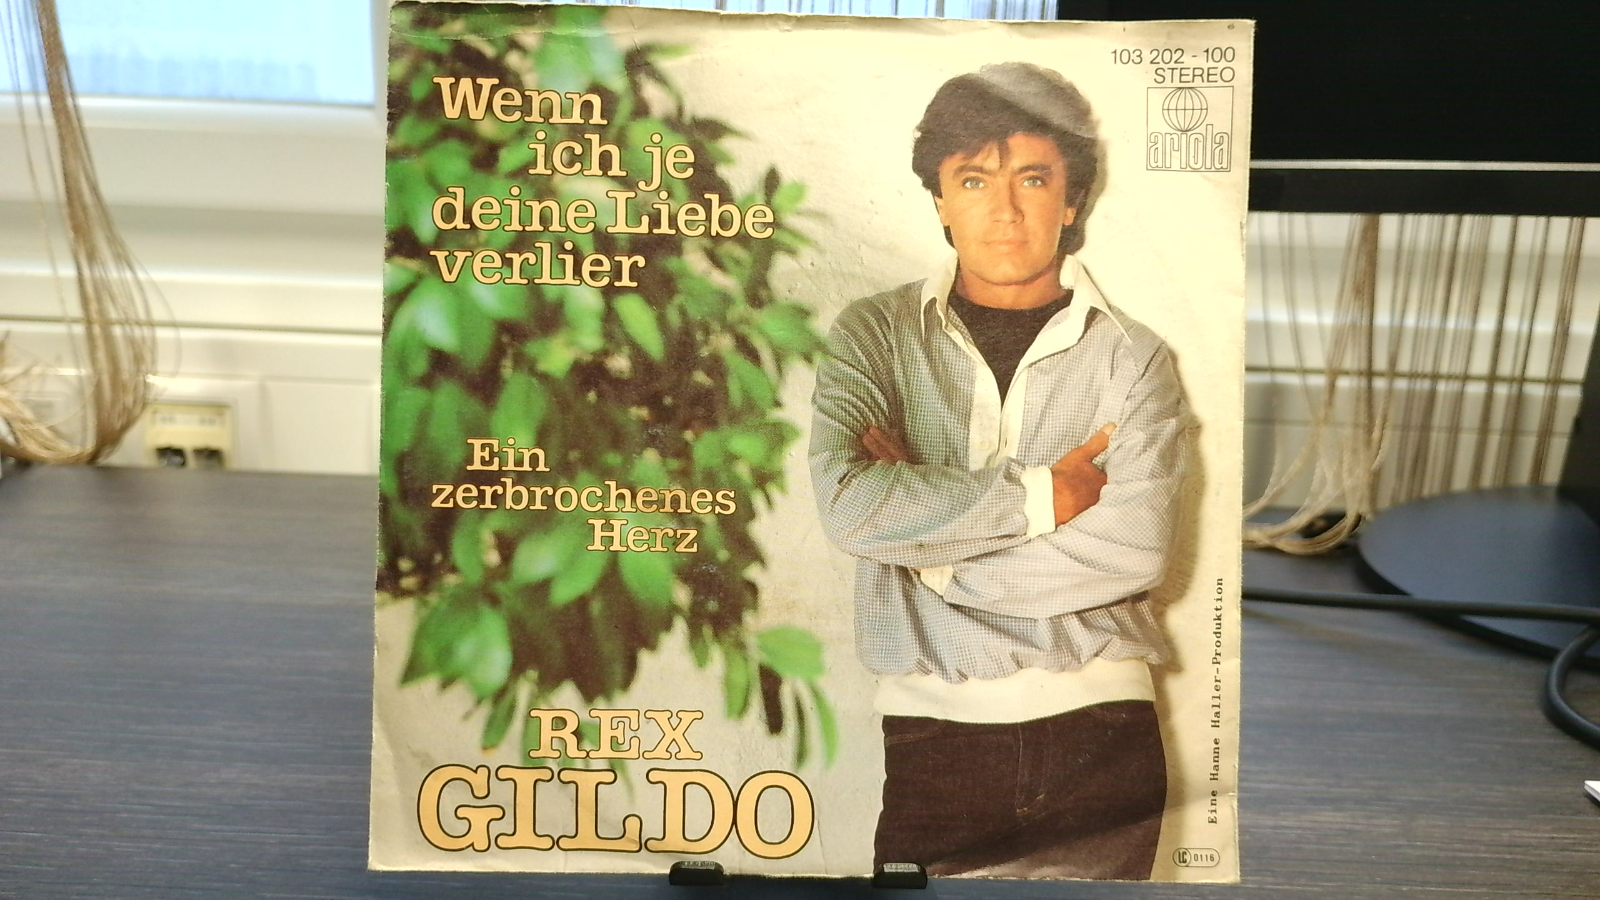 103 202 - 100
STEREO
ariola
Wenn
ich je
deine Liebe
verlier
Ein
zerbrochenes
Herz
REX
GILDO
Eine Hanne Haller-Produktion
LC 0116